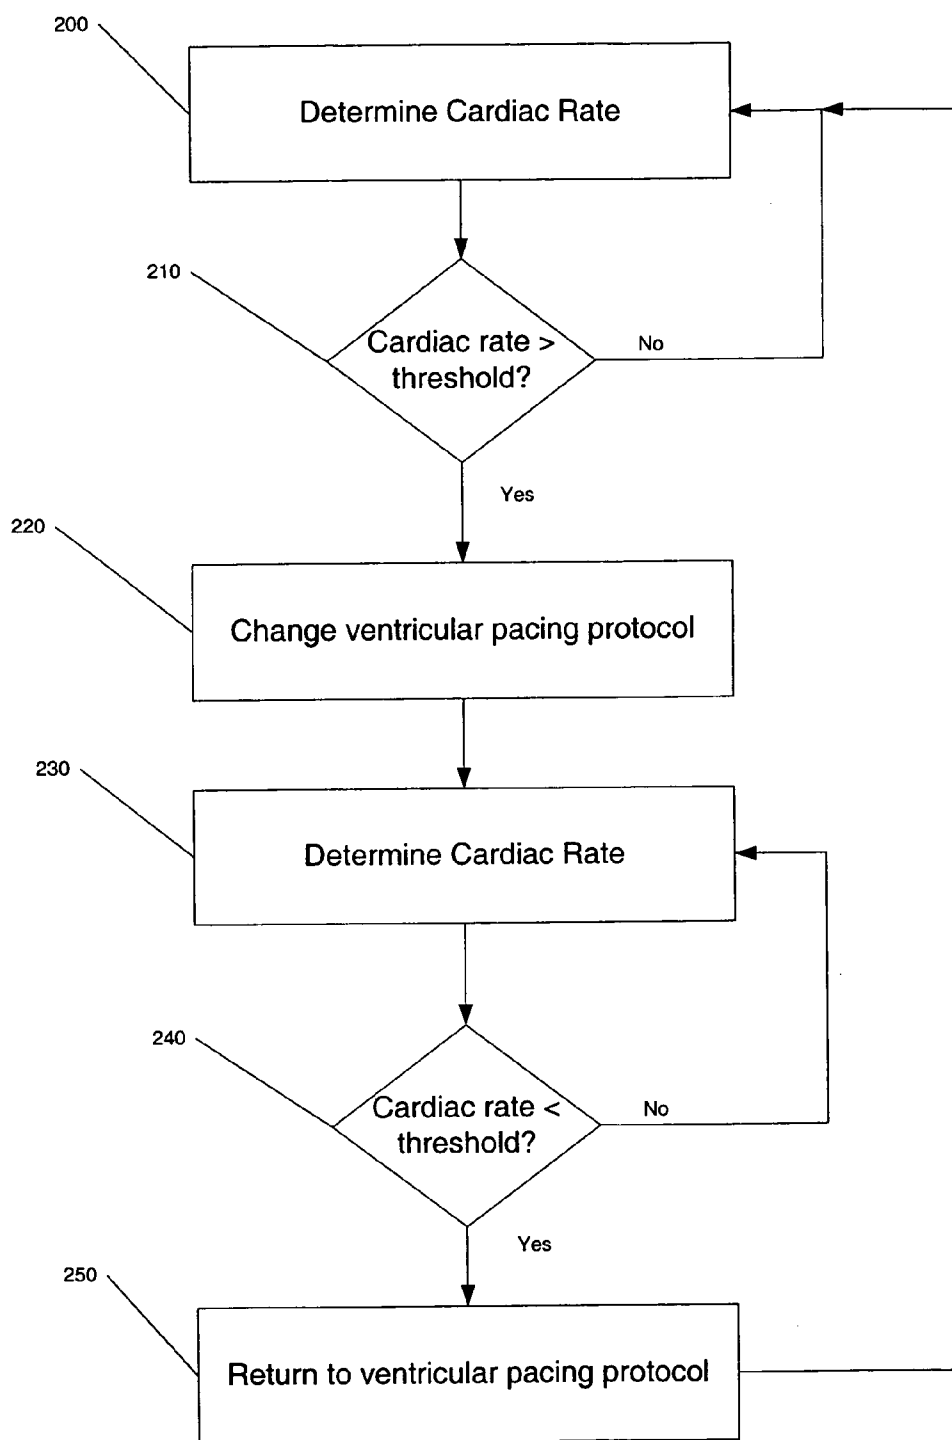 200
Determine Cardiac Rate
210
Cardiac rate >
threshold?
No
Yes
220
Change ventricular pacing protocol
230
Determine Cardiac Rate
240
Cardiac rate <
threshold?
No
Yes
250
Return to ventricular pacing protocol